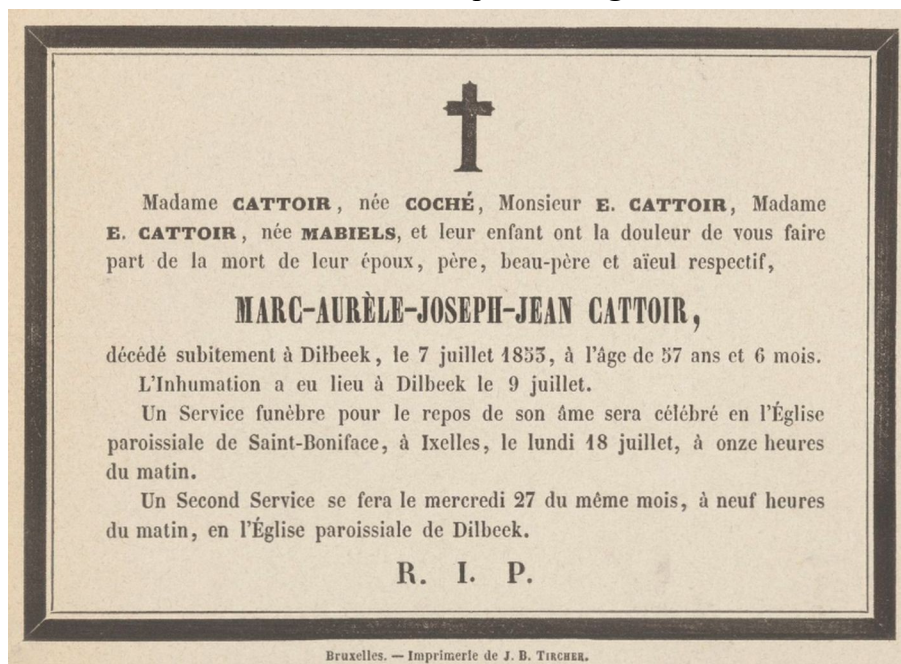 Madame CATTOIR, née COCHÉ, Monsieur E. CATTOIR, Madame
E. CATTOIR, née MABIELS, et leur enfant ont la douleur de vous faire
part de la mort de leur époux, père, beau-père et aïeul respectif,
MARC-AURÈLE-JOSEPH-JEAN CATTOIR,
décédé subitement à Dilbeek, le 7 juillet 1853, à l'âge de 57 ans et 6 mois.
L'Inhumation a eu lieu à Dilbeek le 9 juillet.
Un Service funèbre pour le repos de son âme sera célébré en l'Église
paroissiale de Saint-Boniface, à Ixelles, le lundi 18 juillet, à onze heures
du matin.
Un Second Service se fera le mercredi 27 du même mois, à neuf heures
du matin, en l'Église paroissiale de Dilbeek.
R. I. P.
Bruxelles. — Imprimerie de J. B. TIRCHER.